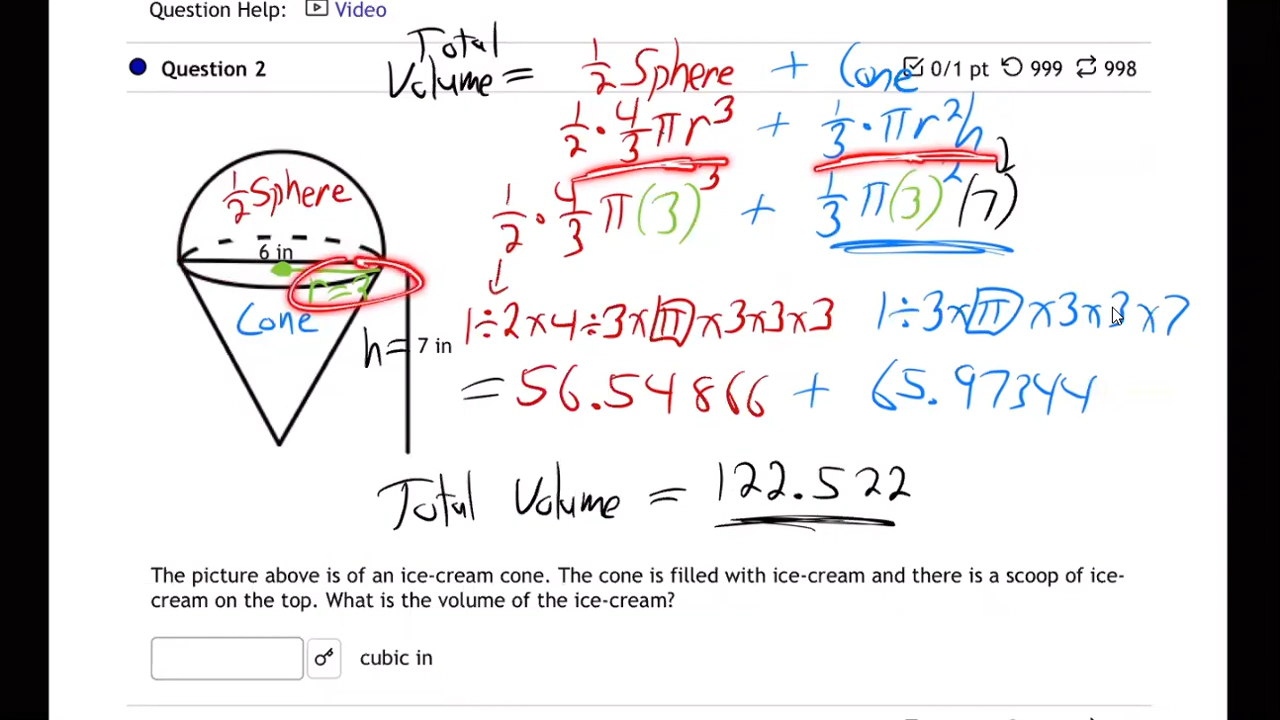 Question Help: Video
Question 2
0/1 pt 999 998
Total Volume = 1/2 Sphere + Cone
1/2 · 4/3 πr³ + 1/3 · πr²h
1/2 · 4/3 π(3)³ + 1/3 π(3)²(7)
1/2 Sphere
6 in
r=3
Cone
h= 7 in
1÷2×4÷3×π×3×3×3 1÷3×π×3×3×7
= 56.54866 + 65.97344
Total Volume = 122.522
The picture above is of an ice-cream cone. The cone is filled with ice-cream and there is a scoop of ice-
cream on the top. What is the volume of the ice-cream?
cubic in